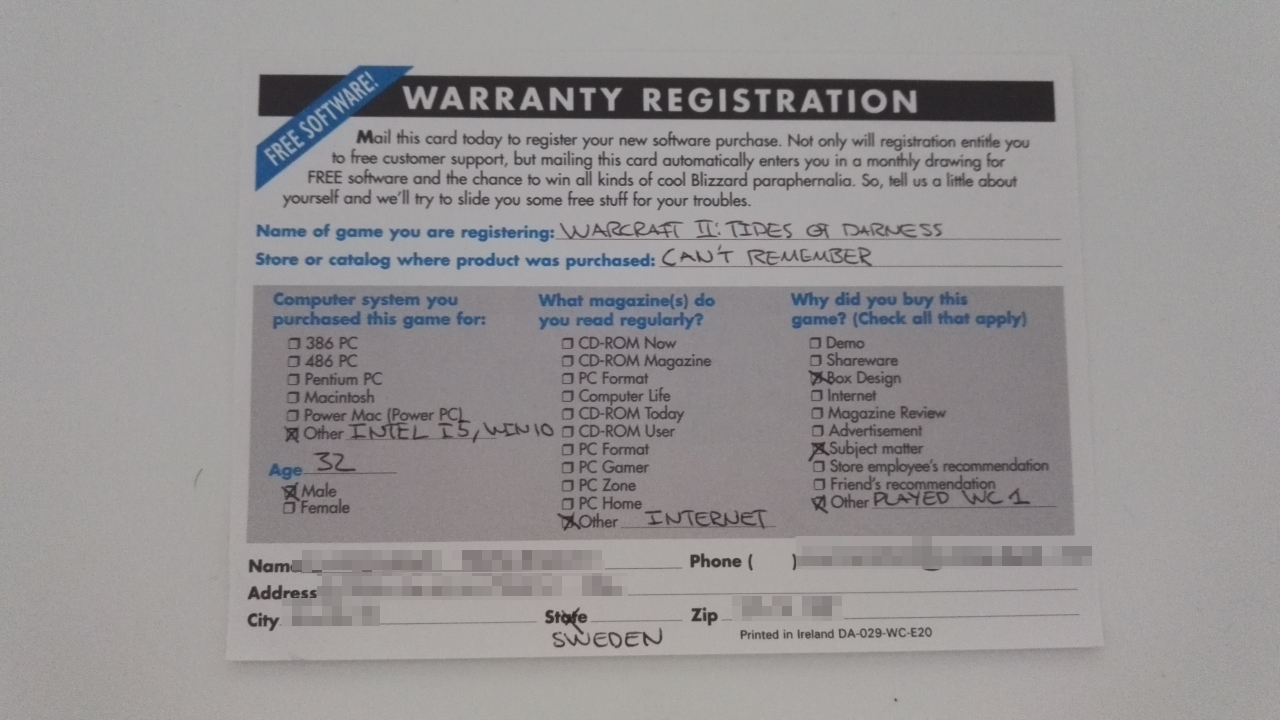 FREE SOFTWARE!
WARRANTY REGISTRATION
Mail this card today to register your new software purchase. Not only will registration entitle you
to free customer support, but mailing this card automatically enters you in a monthly drawing for
FREE software and the chance to win all kinds of cool Blizzard paraphernalia. So, tell us a little about
yourself and we'll try to slide you some free stuff for your troubles.
Name of game you are registering: WARCRAFT II: TIDES OF DARNESS
Store or catalog where product was purchased: CAN'T REMEMBER
Computer system you
purchased this game for:
386 PC
486 PC
Pentium PC
Macintosh
Power Mac (Power PC)
Other INTEL I5, WIN10
Age 32
Male
Female
What magazine(s) do
you read regularly?
CD-ROM Now
CD-ROM Magazine
PC Format
Computer Life
CD-ROM Today
CD-ROM User
PC Format
PC Gamer
PC Zone
PC Home
Other INTERNET
Why did you buy this
game? (Check all that apply)
Demo
Shareware
Box Design
Internet
Magazine Review
Advertisement
Subject matter
Store employee's recommendation
Friend's recommendation
Other PLAYED WC 1
Name
Phone ( )
Address
City
State
Zip
SWEDEN
Printed in Ireland DA-029-WC-E20